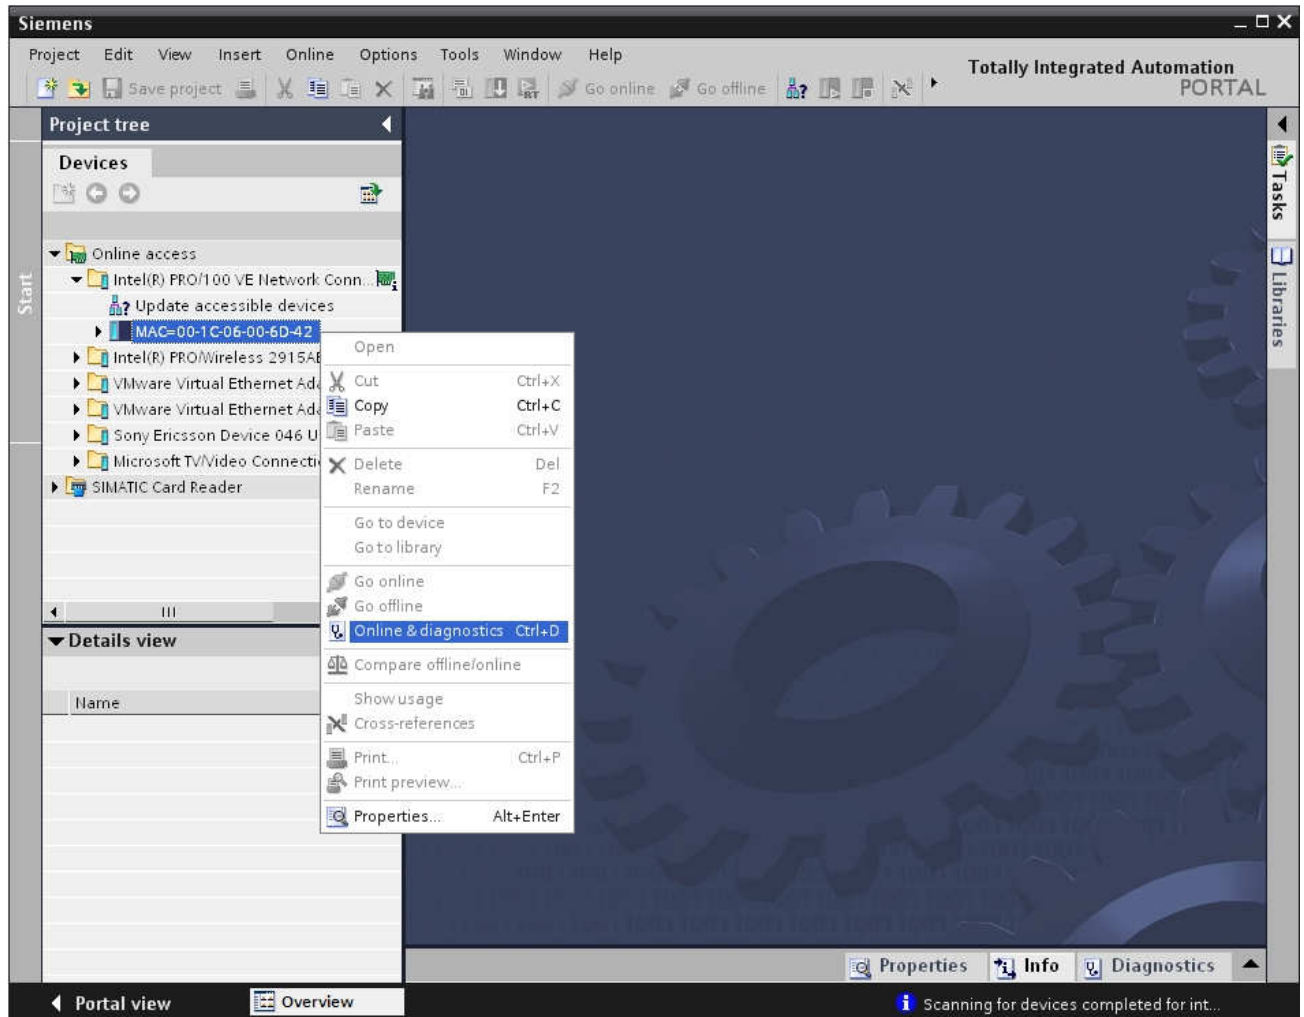 Siemens
Project Edit View Insert Online Options Tools Window Help
Totally Integrated Automation
PORTAL
Save project Go online Go offline
Project tree
Devices
Start
Tasks
Libraries
Online access
Intel(R) PRO/100 VE Network Conn...
Update accessible devices
MAC=00-1C-06-00-6D-42
Intel(R) PRO/Wireless 2915AB
VMware Virtual Ethernet Ada
VMware Virtual Ethernet Ada
Sony Ericsson Device 046 U
Microsoft TV/Video Connecti
SIMATIC Card Reader
Open
Cut Ctrl+X
Copy Ctrl+C
Paste Ctrl+V
Delete Del
Rename F2
Go to device
Go to library
Go online
Go offline
Online & diagnostics Ctrl+D
Compare offline/online
Show usage
Cross-references
Print... Ctrl+P
Print preview...
Properties... Alt+Enter
Details view
Name
Properties Info Diagnostics
Portal view Overview
Scanning for devices completed for int...